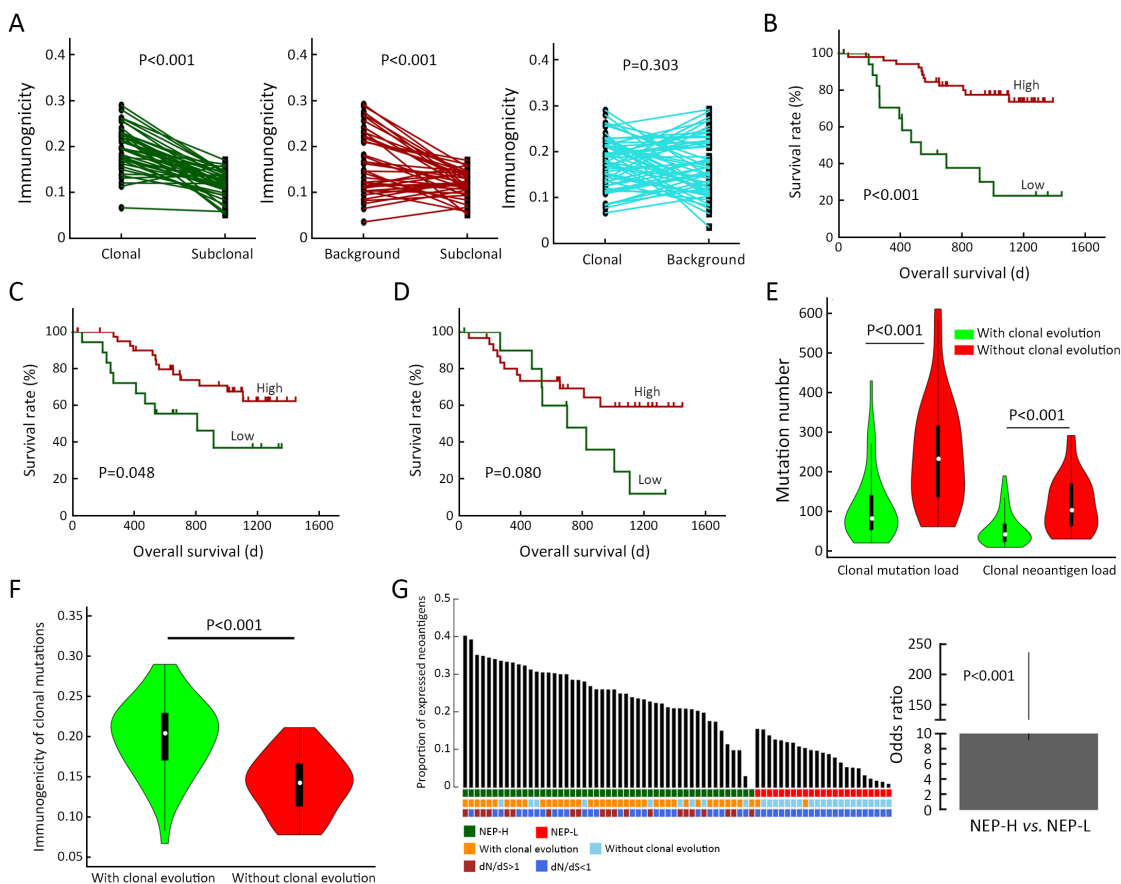 A
Immunognicity
0.4
0.3
0.2
0.1
0
P<0.001
Clonal
Subclonal
Immunognicity
0.4
0.3
0.2
0.1
0
P<0.001
Background
Subclonal
Immunognicity
0.4
0.3
0.2
0.1
0
P=0.303
Clonal
Background
B
Survival rate (%)
100
80
60
40
20
0
High
Low
P<0.001
0 400 800 1200 1600
Overall survival (d)
C
Survival rate (%)
100
80
60
40
20
0
High
Low
P=0.048
0 400 800 1200 1600
Overall survival (d)
D
Survival rate (%)
100
80
60
40
20
0
High
Low
P=0.080
0 400 800 1200 1600
Overall survival (d)
E
Mutation number
600
500
400
300
200
100
0
P<0.001
With clonal evolution
Without clonal evolution
P<0.001
Clonal mutation load
Clonal neoantigen load
F
Immunogenicity of clonal mutations
0.35
0.30
0.25
0.20
0.15
0.10
0.05
P<0.001
With clonal evolution
Without clonal evolution
G
Proportion of expressed neoantigens
0.5
0.4
0.3
0.2
0.1
0
NEP-H
NEP-L
With clonal evolution
Without clonal evolution
dN/dS>1
dN/dS<1
Odds ratio
250
200
150
100
10
8
6
4
2
0
P<0.001
NEP-H vs. NEP-L